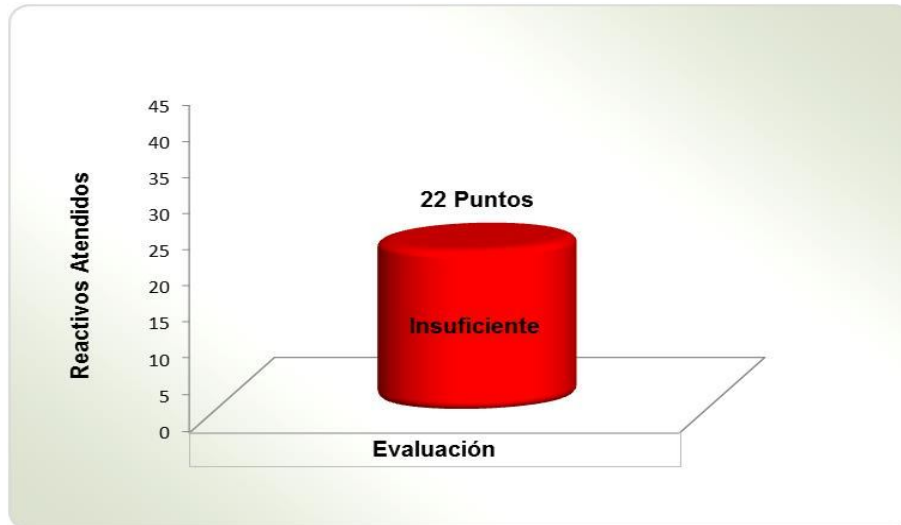 Reactivos Atendidos
45
40
35
30
25
20
15
10
5
0
22 Puntos
Insuficiente
Evaluación